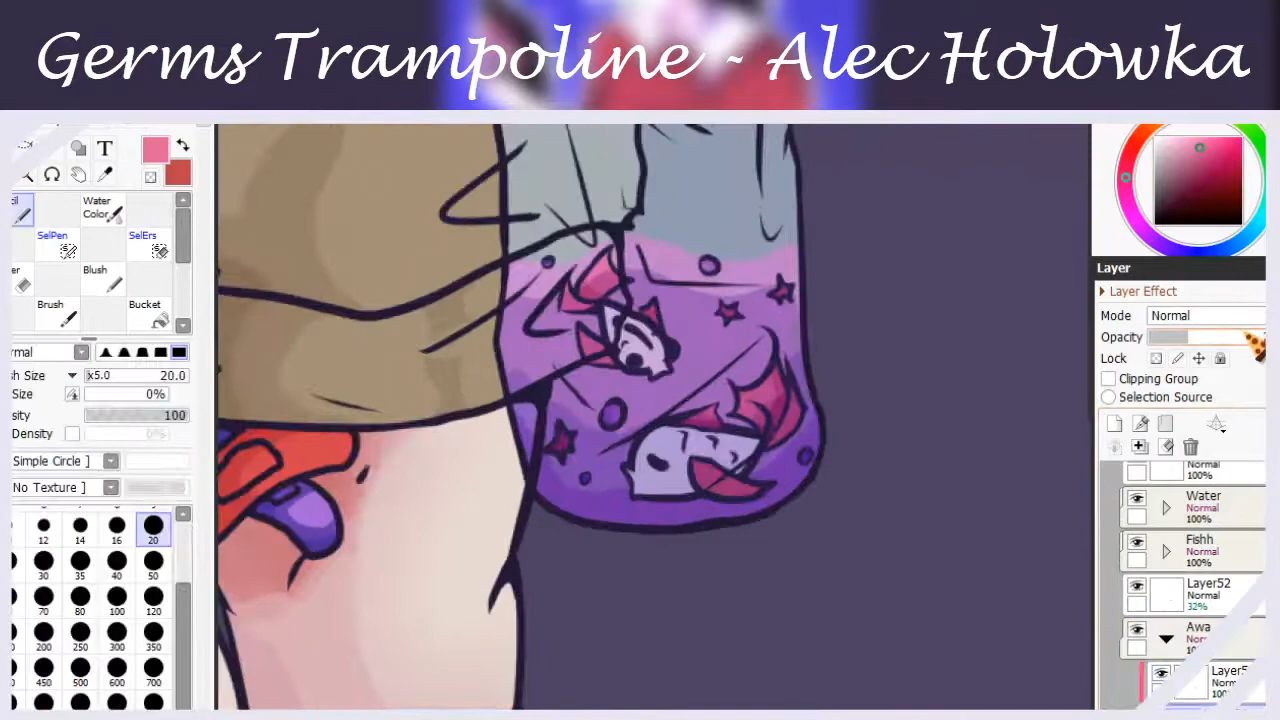 Germs Trampoline - Alec Holowka
T
Water
Color
SelPen
SelErs
Blush
Brush
Bucket
x5.0 20.0
Size 0%
100
Density 0%
Simple Circle ]
No Texture ]
12 14 16 20
30 35 40 50
70 80 100 120
200 250 300 350
450 500 600 700
Layer
Layer Effect
Mode Normal
Opacity
Lock
Clipping Group
Selection Source
Normal
100%
Water
Normal
100%
Fishh
Normal
100%
Layer52
Normal
32%
Awa